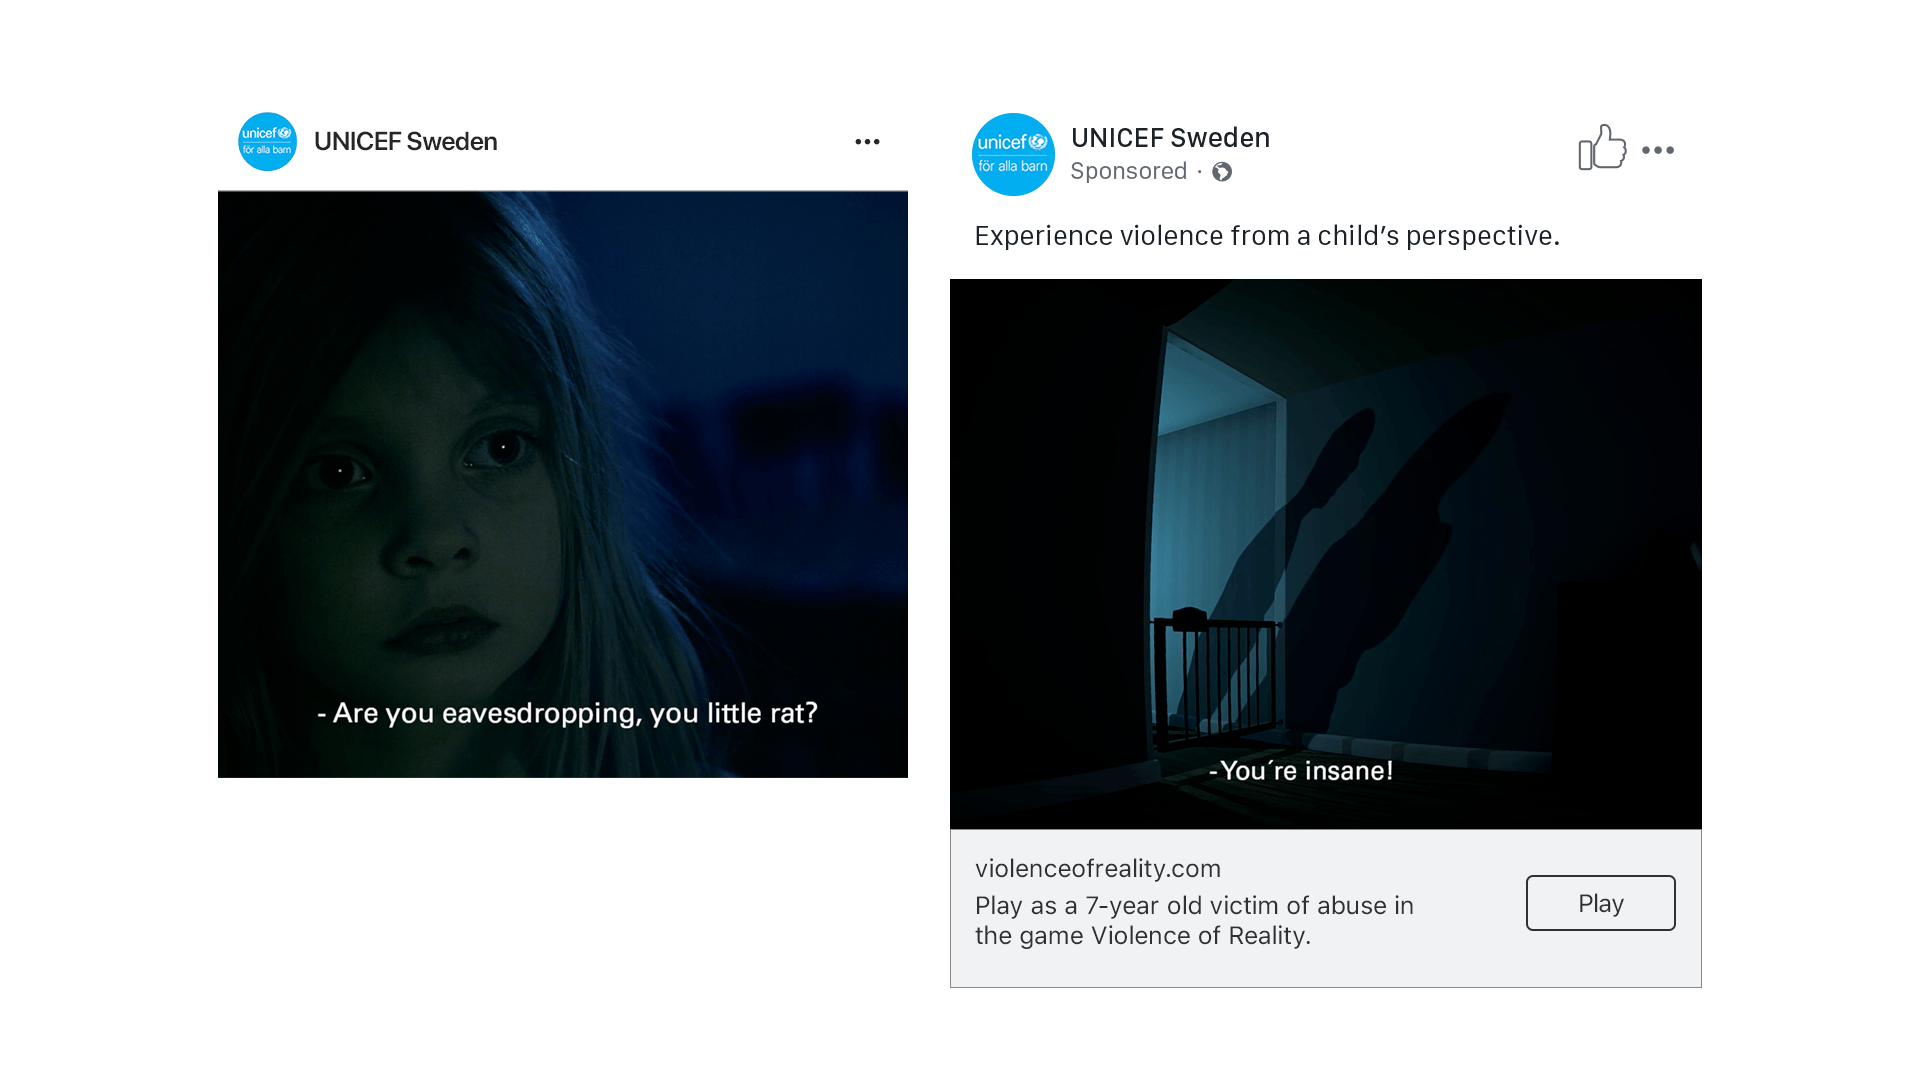 unicef
för alla barn
UNICEF Sweden
- Are you eavesdropping, you little rat?
unicef
för alla barn
UNICEF Sweden
Sponsored ·
Experience violence from a child’s perspective.
-You´re insane!
violenceofreality.com
Play as a 7-year old victim of abuse in
the game Violence of Reality.
Play